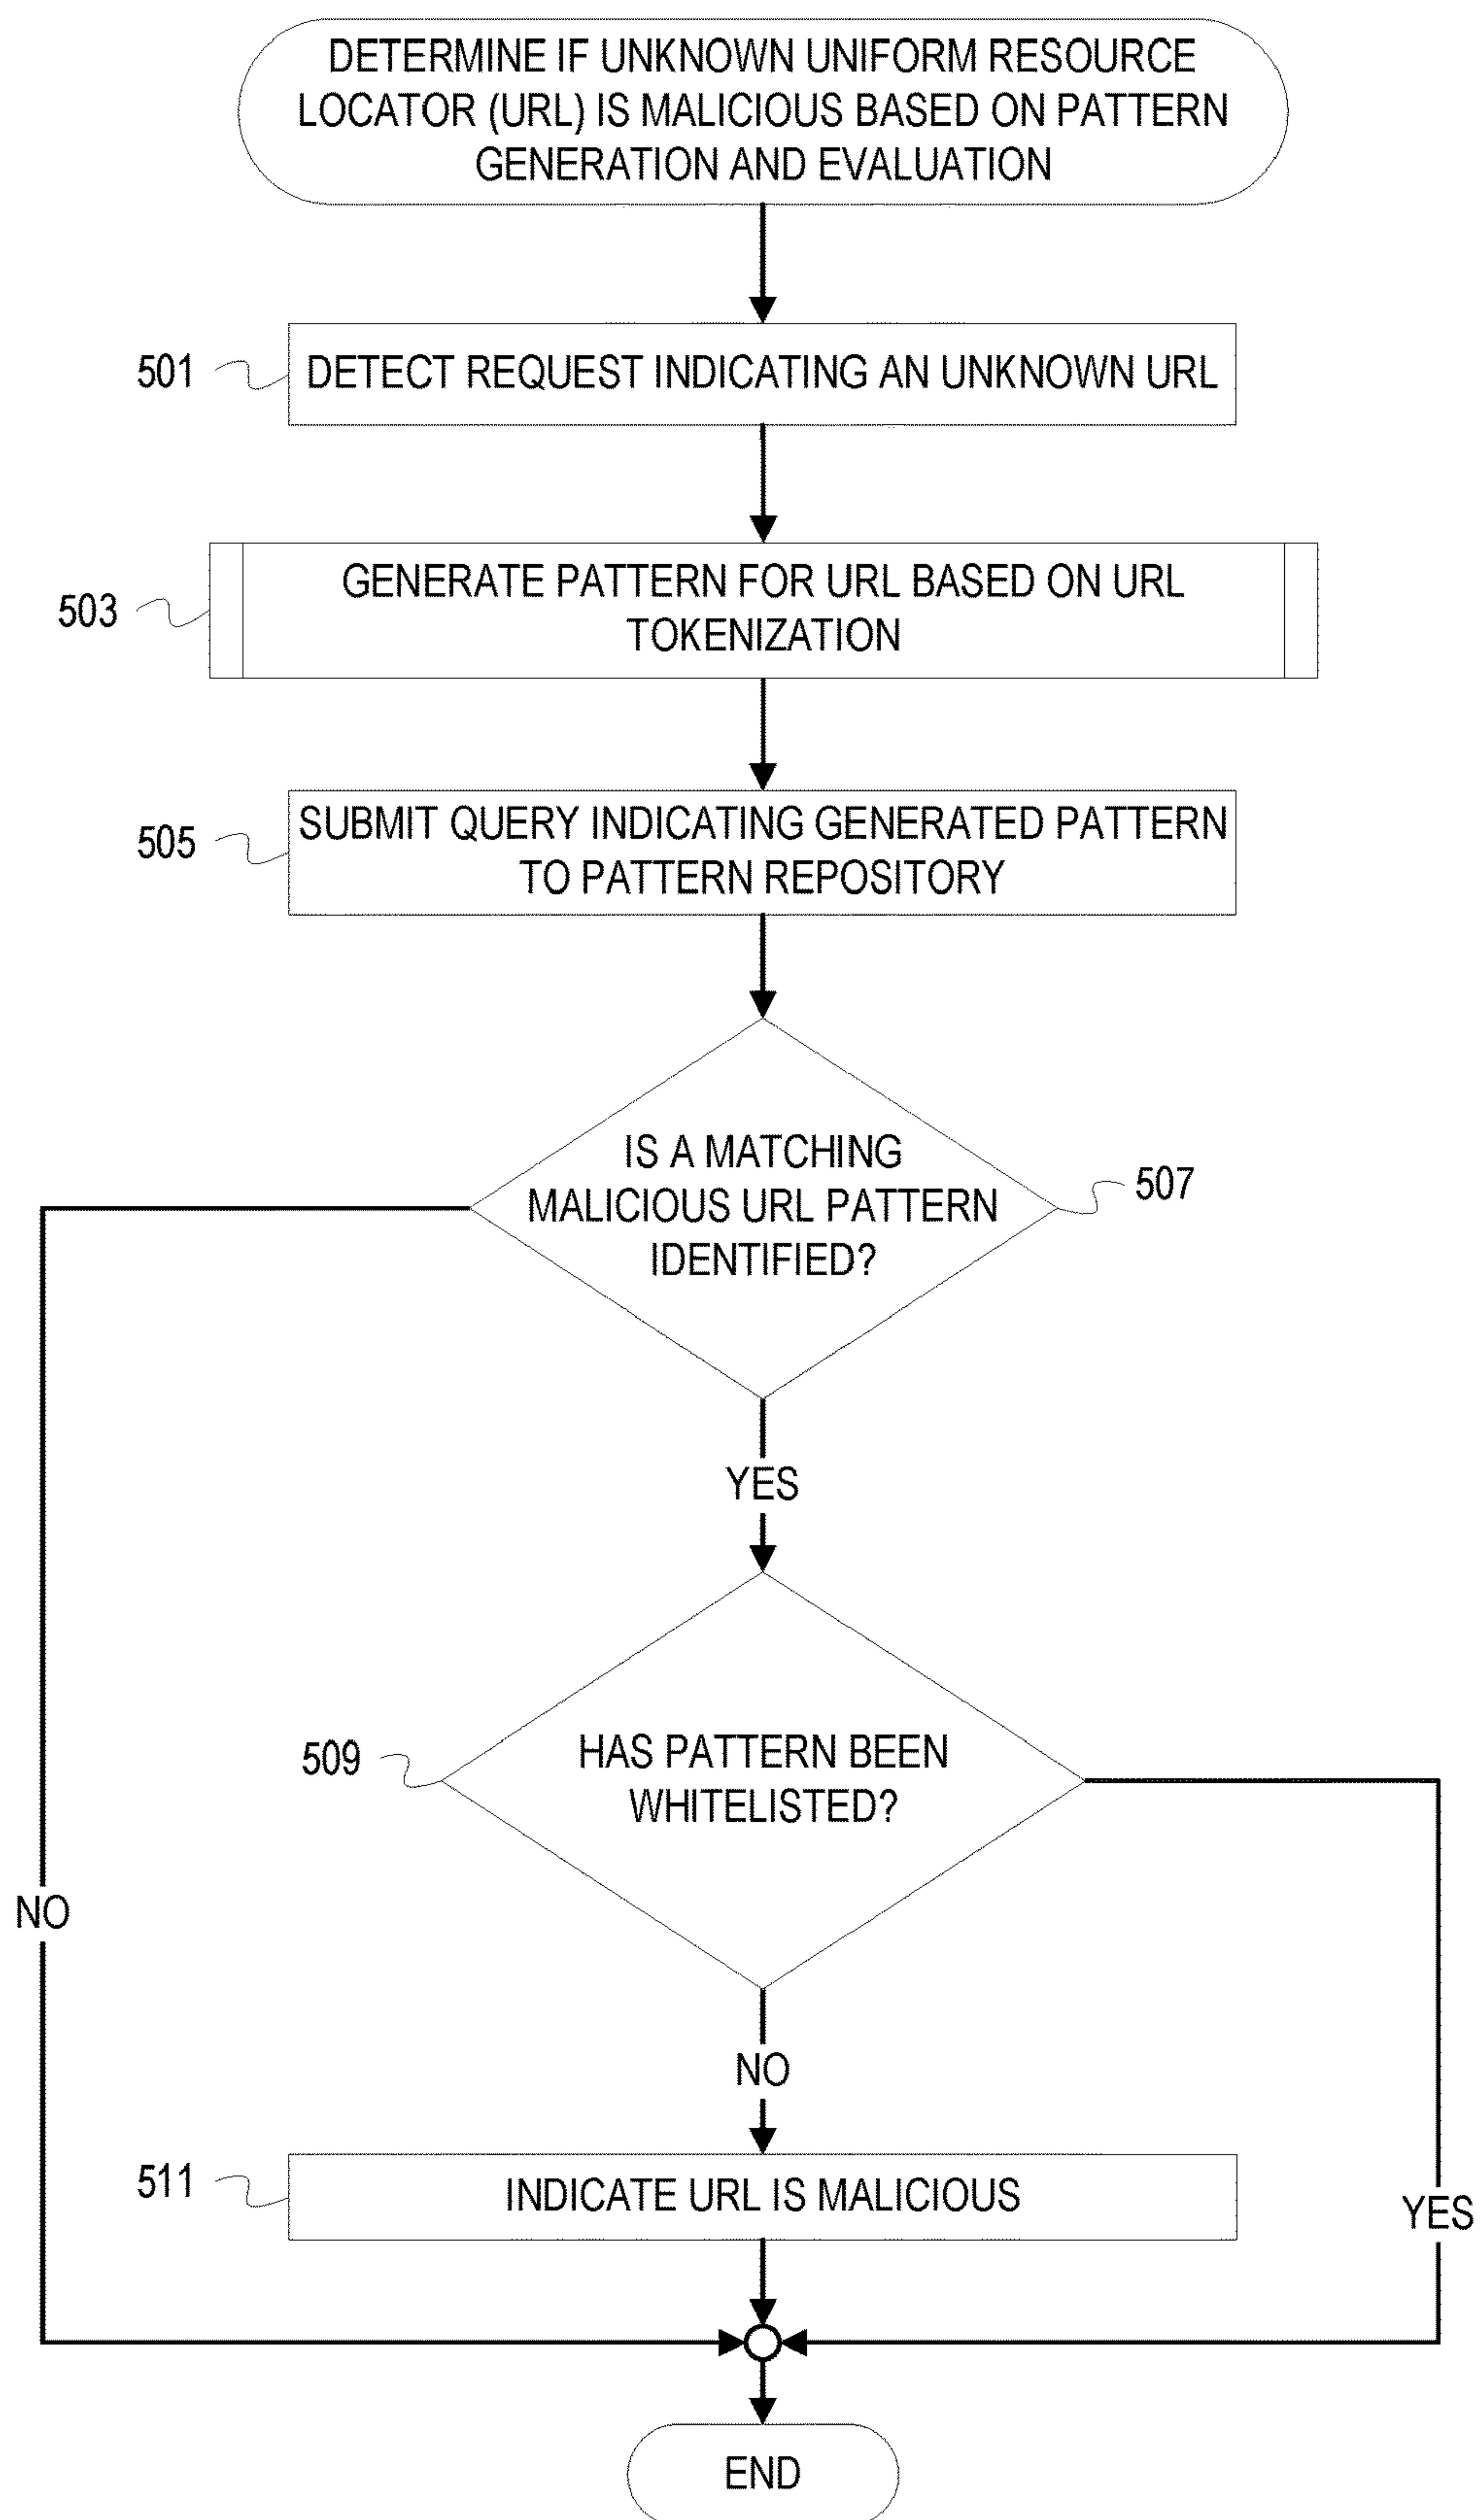 DETERMINE IF UNKNOWN UNIFORM RESOURCE
LOCATOR (URL) IS MALICIOUS BASED ON PATTERN
GENERATION AND EVALUATION
501
DETECT REQUEST INDICATING AN UNKNOWN URL
503
GENERATE PATTERN FOR URL BASED ON URL
TOKENIZATION
505
SUBMIT QUERY INDICATING GENERATED PATTERN
TO PATTERN REPOSITORY
IS A MATCHING
MALICIOUS URL PATTERN
IDENTIFIED?
507
YES
509
HAS PATTERN BEEN
WHITELISTED?
NO
NO
511
INDICATE URL IS MALICIOUS
YES
END